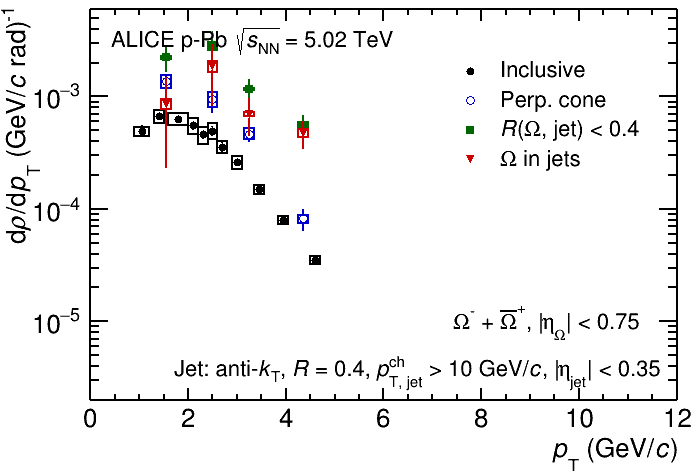 ALICE p-Pb √s_NN = 5.02 TeV
Inclusive
Perp. cone
R(Ω, jet) < 0.4
Ω in jets
dρ/dp_T (GeV/c rad)^-1
10^−3
10^−4
10^−5
Ω^- + Ω̅^+, |η_Ω| < 0.75
Jet: anti-k_T, R = 0.4, p_T, jet^ch > 10 GeV/c, |η_jet| < 0.35
0 2 4 6 8 10 12
p_T (GeV/c)